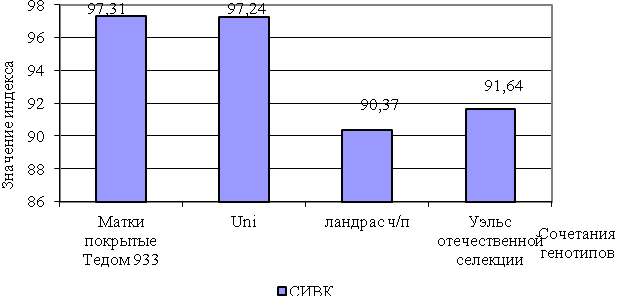 98
97,31
97,24
96
94
92
91,64
90,37
90
88
86
Значение индекса
Матки
покрытые
Тедом 933
Uni
ландрас ч/п
Уэльс
отечественной
селекции
Сочетания
генотипов
СИВК